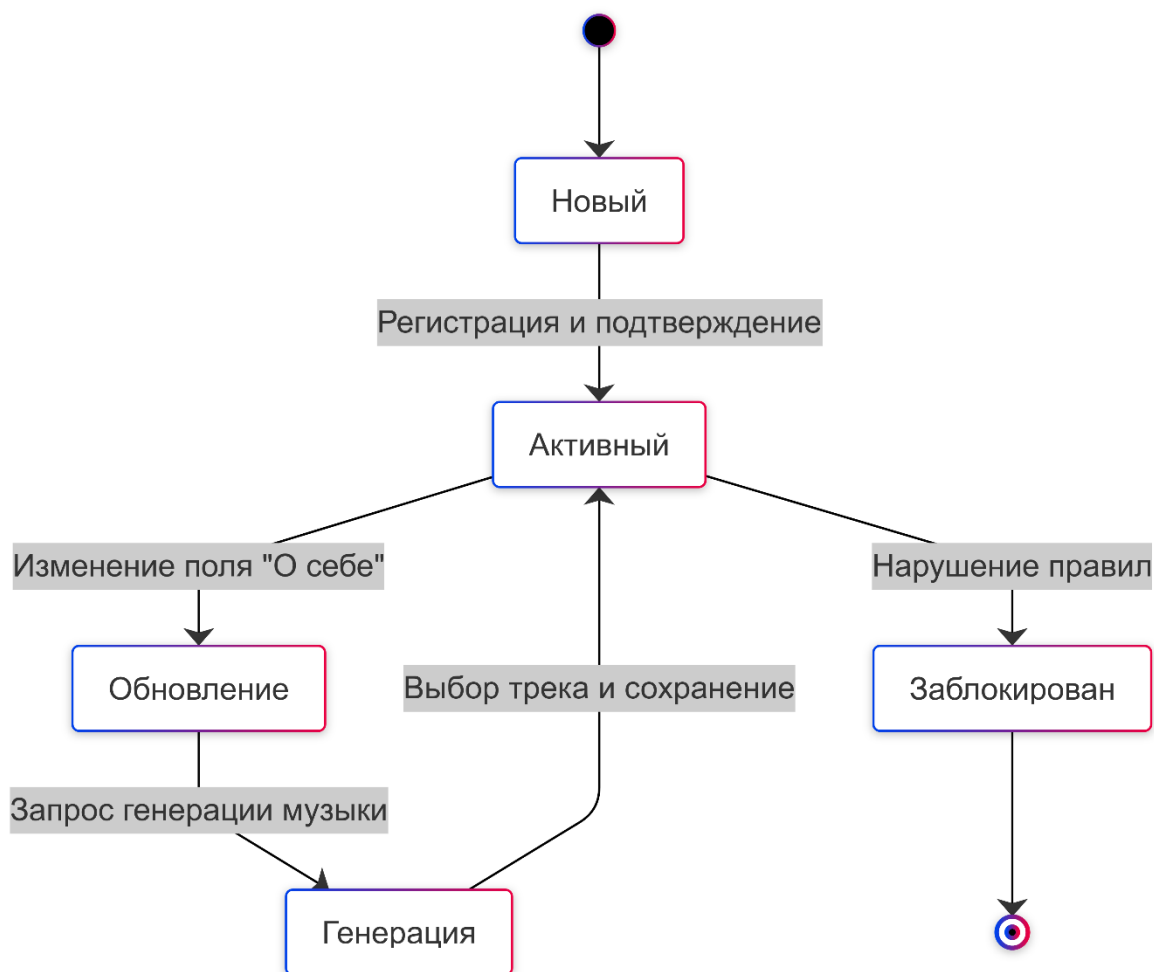 Новый
Регистрация и подтверждение
Активный
Изменение поля "О себе"
Нарушение правил
Обновление
Выбор трека и сохранение
Заблокирован
Запрос генерации музыки
Генерация